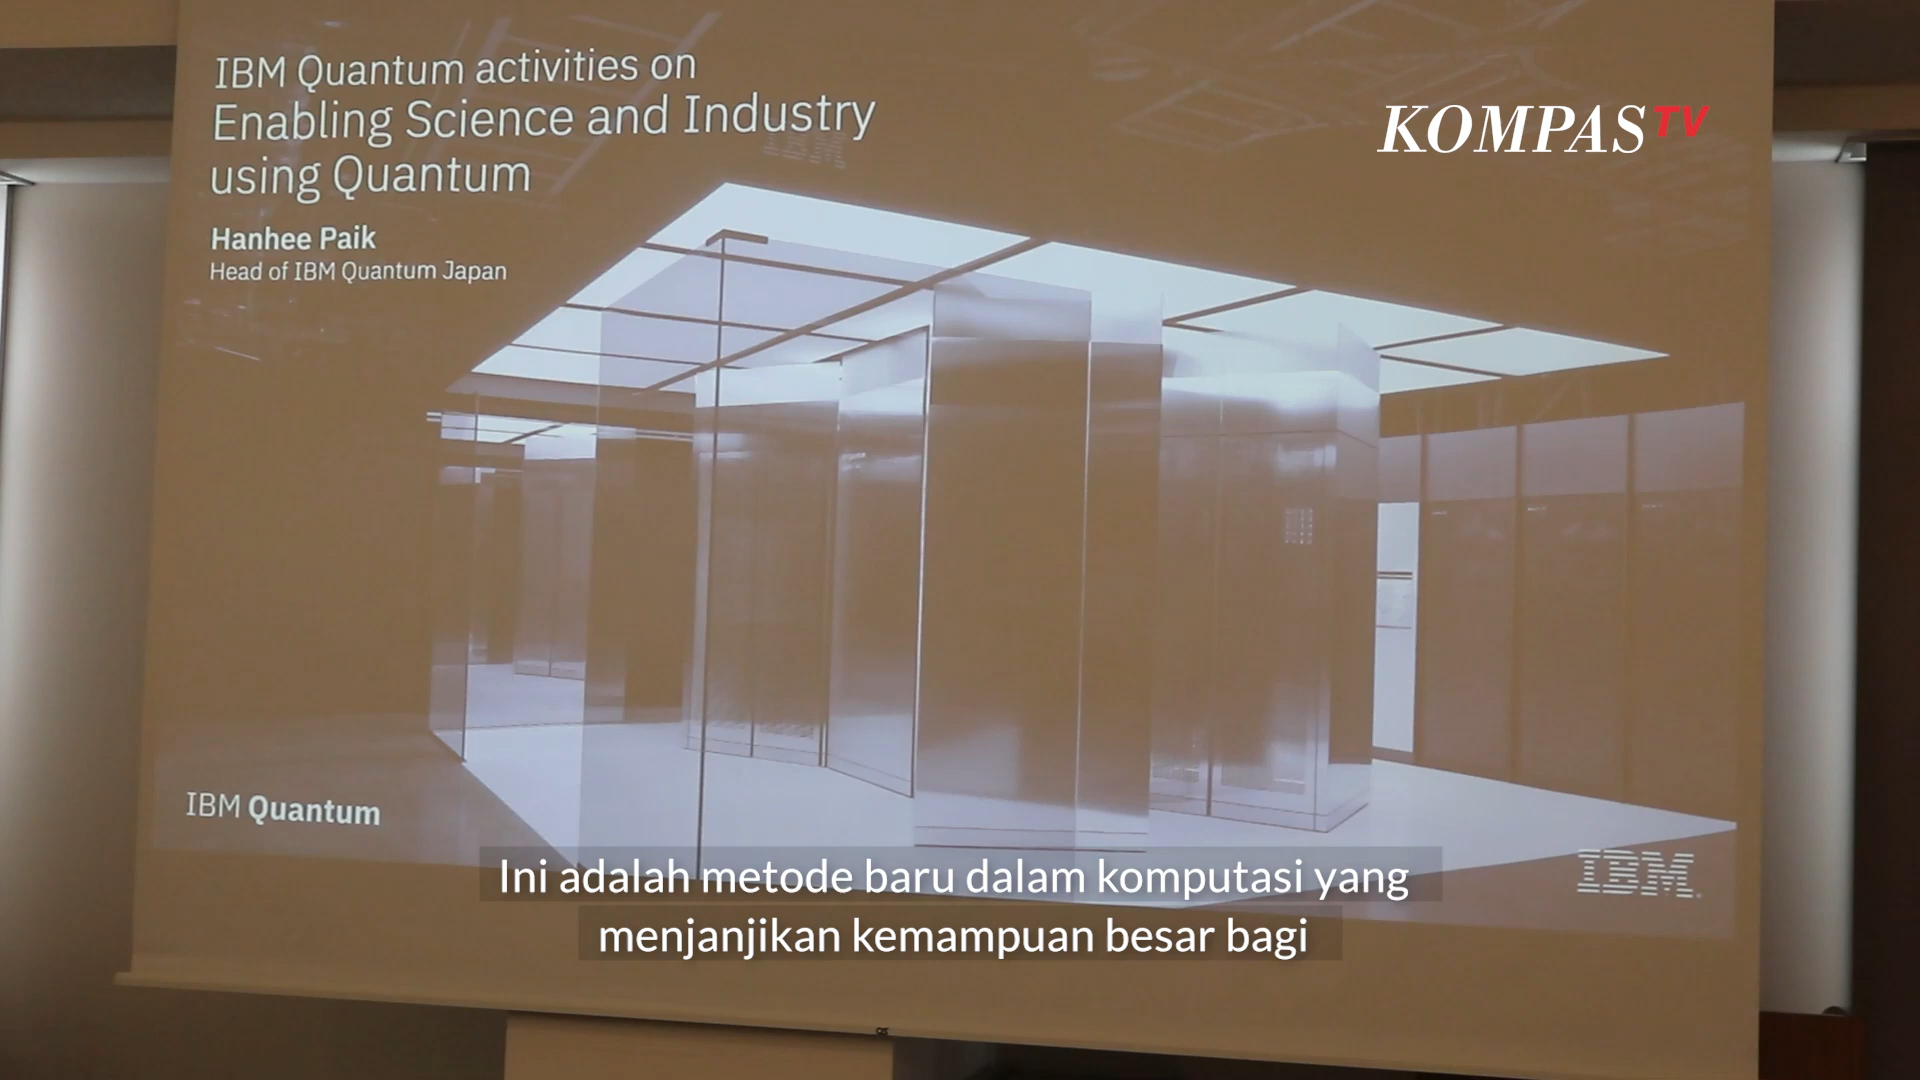 IBM Quantum activities on
Enabling Science and Industry
using Quantum
Hanhee Paik
Head of IBM Quantum Japan
KOMPAS TV
IBM Quantum
IBM
Ini adalah metode baru dalam komputasi yang
menjanjikan kemampuan besar bagi